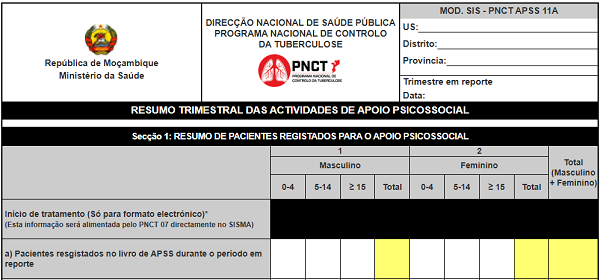 República de Moçambique
Ministério da Saúde
DIRECÇÃO NACIONAL DE SAÚDE PÚBLICA
PROGRAMA NACIONAL DE CONTROLO
DA TUBERCULOSE
PNCT
PROGRAMA NACIONAL DE
CONTROLO DA TUBERCULOSE
MOD. SIS - PNCT APSS 11A
US:
Distrito:
Provincia:
Trimestre em reporte
Data:
RESUMO TRIMESTRAL DAS ACTIVIDADES DE APOIO PSICOSSOCIAL
Secção 1: RESUMO DE PACIENTES REGISTADOS PARA O APOIO PSICOSSOCIAL
1 2
Masculino Feminino
Total
(Masculino
+ Feminino)
0-4 5-14 ≥ 15 Total 0-4 5-14 ≥ 15 Total
Início de tratamento (Só para formato electrónico)*
(Esta informação será alimentada pelo PNCT 07 directamente no SISMA)
a) Pacientes resgistados no livro de APSS durante o período em
reporte